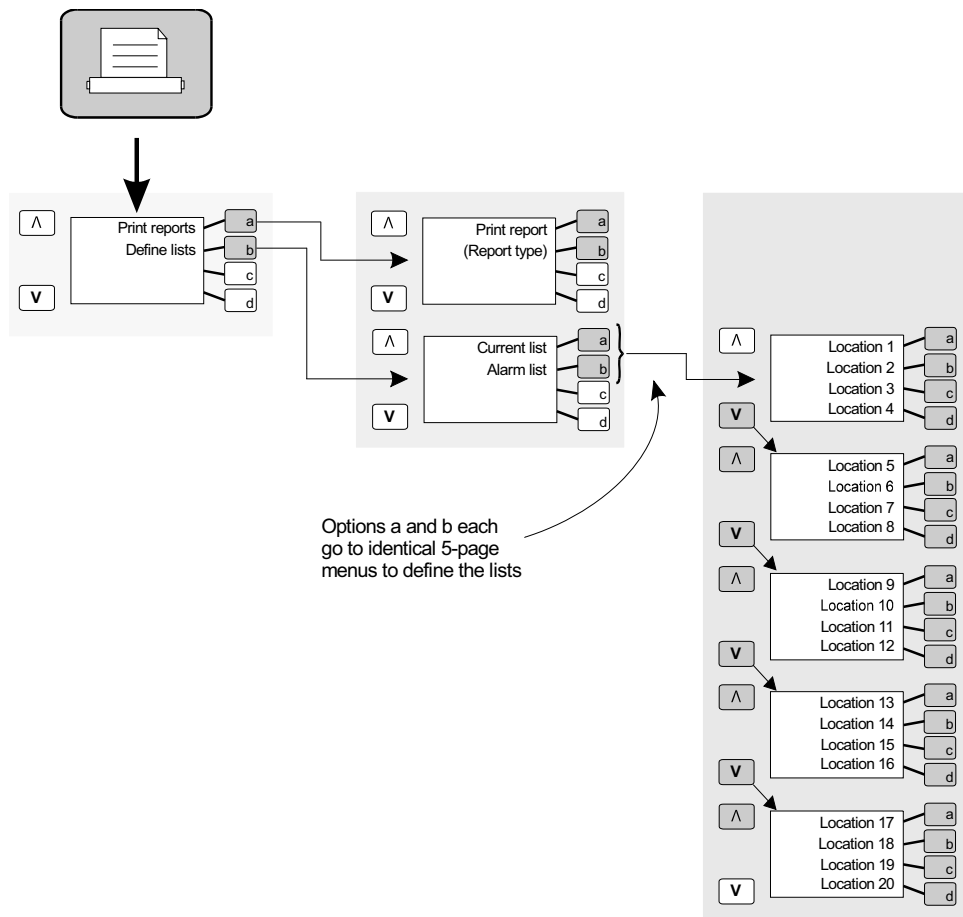 Λ
Print reports a
Define lists b
c
V
d
Λ
Print report a
(Report type) b
c
V
d
Λ
Current list a
Alarm list b
c
V
d
Options a and b each
go to identical 5-page
menus to define the lists
Λ
Location 1 a
Location 2 b
Location 3 c
Location 4 d
V
Λ
Location 5 a
Location 6 b
Location 7 c
Location 8 d
V
Λ
Location 9 a
Location 10 b
Location 11 c
Location 12 d
V
Λ
Location 13 a
Location 14 b
Location 15 c
Location 16 d
V
Λ
Location 17 a
Location 18 b
Location 19 c
Location 20 d
V